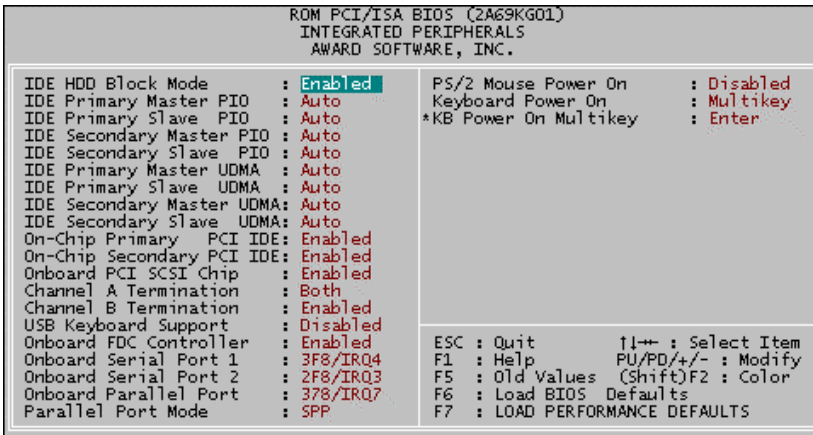 ROM PCI/ISA BIOS (2A69KG01)
INTEGRATED PERIPHERALS
AWARD SOFTWARE, INC.
IDE HDD Block Mode : Enabled
IDE Primary Master PIO : Auto
IDE Primary Slave PIO : Auto
IDE Secondary Master PIO : Auto
IDE Secondary Slave PIO : Auto
IDE Primary Master UDMA : Auto
IDE Primary Slave UDMA : Auto
IDE Secondary Master UDMA: Auto
IDE Secondary Slave UDMA: Auto
On-Chip Primary PCI IDE: Enabled
On-Chip Secondary PCI IDE: Enabled
Onboard PCI SCSI Chip : Enabled
Channel A Termination : Both
Channel B Termination : Enabled
USB Keyboard Support : Disabled
Onboard FDC Controller : Enabled
Onboard Serial Port 1 : 3F8/IRQ4
Onboard Serial Port 2 : 2F8/IRQ3
Onboard Parallel Port : 378/IRQ7
Parallel Port Mode : SPP
PS/2 Mouse Power On : Disabled
Keyboard Power On : Multikey
*KB Power On Multikey : Enter
ESC : Quit ↑↓→← : Select Item
F1 : Help PU/PD/+/- : Modify
F5 : Old Values (Shift)F2 : Color
F6 : Load BIOS Defaults
F7 : LOAD PERFORMANCE DEFAULTS